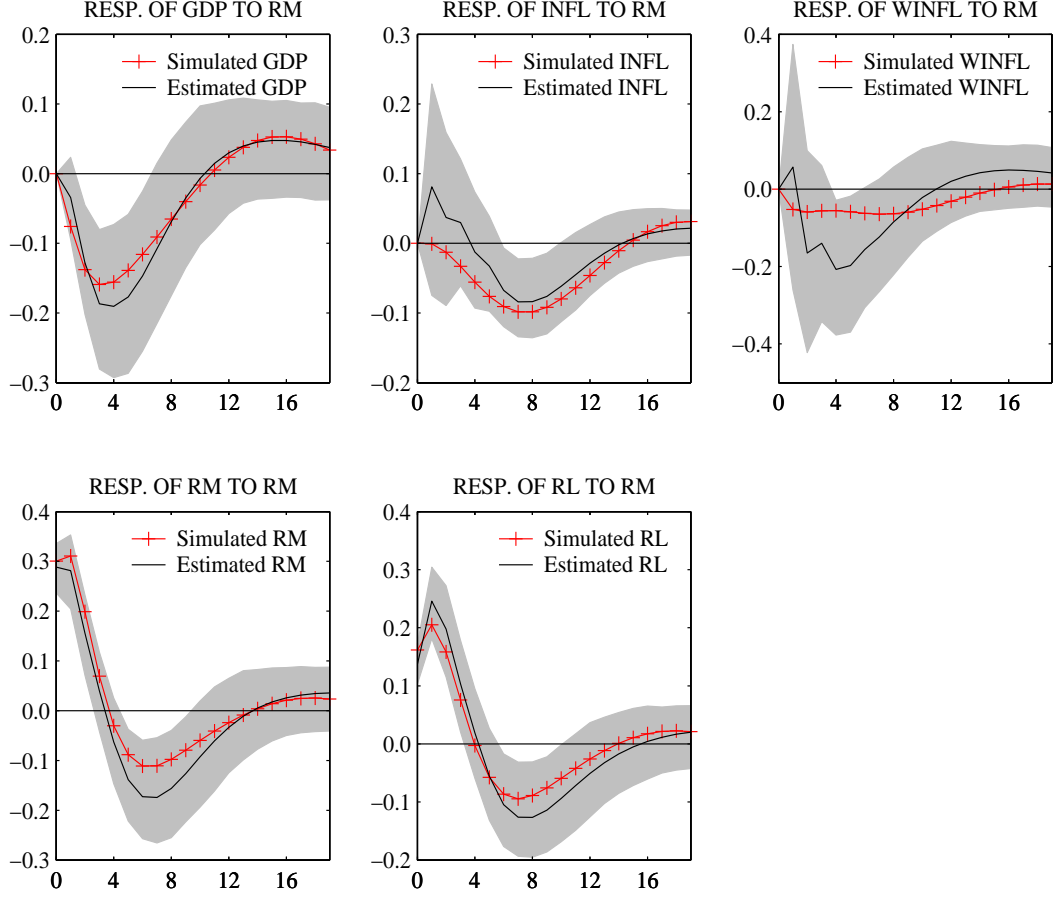 RESP. OF GDP TO RM
0.2
0.1
0.0
−0.1
−0.2
−0.3
Simulated GDP
Estimated GDP
0 4 8 12 16
RESP. OF INFL TO RM
0.3
0.2
0.1
0.0
−0.1
−0.2
Simulated INFL
Estimated INFL
0 4 8 12 16
RESP. OF WINFL TO RM
0.4
0.2
0.0
−0.2
−0.4
Simulated WINFL
Estimated WINFL
0 4 8 12 16
RESP. OF RM TO RM
0.4
0.3
0.2
0.1
0.0
−0.1
−0.2
−0.3
Simulated RM
Estimated RM
0 4 8 12 16
RESP. OF RL TO RM
0.4
0.3
0.2
0.1
0.0
−0.1
−0.2
Simulated RL
Estimated RL
0 4 8 12 16